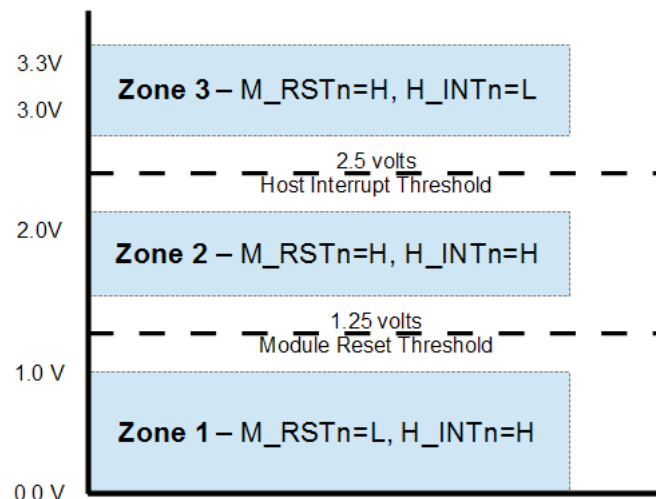 3.3V
Zone 3 – M_RSTn=H, H_INTn=L
3.0V
2.5 volts
Host Interrupt Threshold
2.0V
Zone 2 – M_RSTn=H, H_INTn=H
1.25 volts
Module Reset Threshold
1.0 V
Zone 1 – M_RSTn=L, H_INTn=H
0.0 V